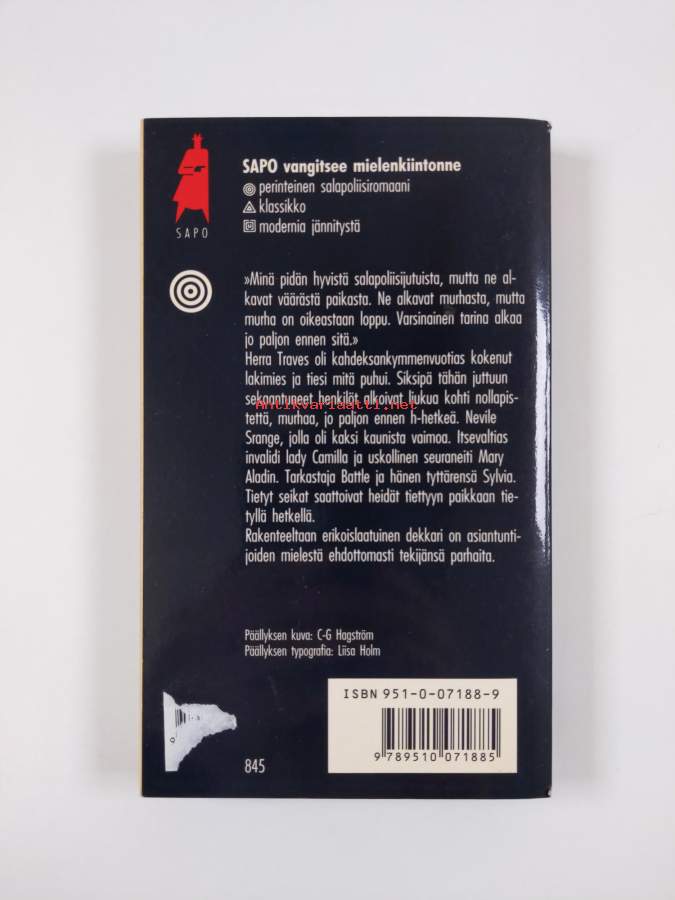 SAPO vangitsee mielenkiintonne
perinteinen salapoliisiromaani
klassikko
modernia jännitystä
SAPO
»Minä pidän hyvistä salapoliisijutuista, mutta ne al-
kavat väärästä paikasta. Ne alkavat murhasta, mutta
murha on oikeastaan loppu. Varsinainen tarina alkaa
jo paljon ennen sitä.»
Herra Traves oli kahdeksankymmenvuotias kokenut
lakimies ja tiesi mitä puhui. Siksipä tähän juttuun
sekaantuneet henkilöt alkoivat liukua kohti nollapis-
Antikvariaatti.net
tettä, murhaa, jo paljon ennen h-hetkeä. Nevile
Srange, jolla oli kaksi kaunista vaimoa. Itsevaltias
invalidi lady Camilla ja uskollinen seuraneiti Mary
Aladin. Tarkastaja Battle ja hänen tyttärensä Sylvia.
Tietyt seikat saattoivat heidät tiettyyn paikkaan tie-
tyllä hetkellä.
Rakenteeltaan erikoislaatuinen dekkari on asiantunti-
joiden mielestä ehdottomasti tekijänsä parhaita.
Päällyksen kuva: C-G Hagström
Päällyksen typografia: Liisa Holm
ISBN 951-0-07188-9
9 789510 071885
845